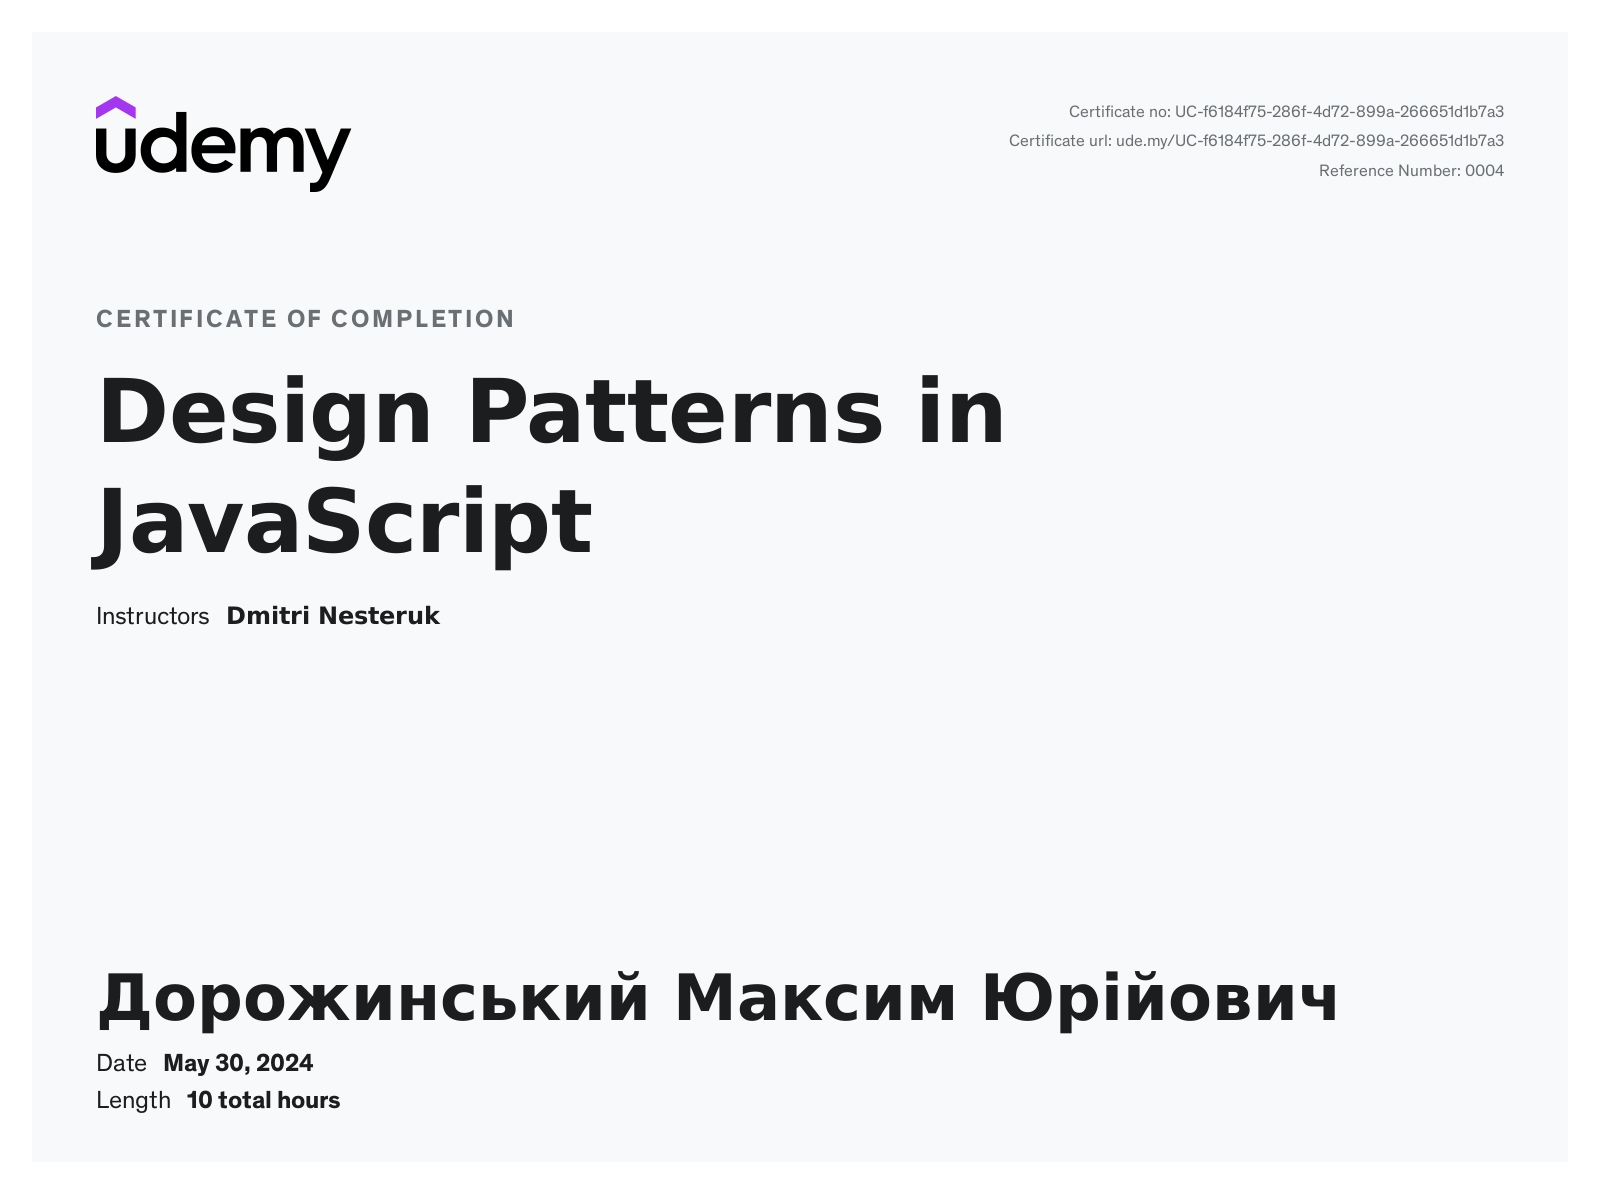 udemy
Certificate no: UC-f6184f75-286f-4d72-899a-266651d1b7a3
Certificate url: ude.my/UC-f6184f75-286f-4d72-899a-266651d1b7a3
Reference Number: 0004
CERTIFICATE OF COMPLETION
Design Patterns in
JavaScript
Instructors Dmitri Nesteruk
Дорожинський Максим Юрійович
Date May 30, 2024
Length 10 total hours